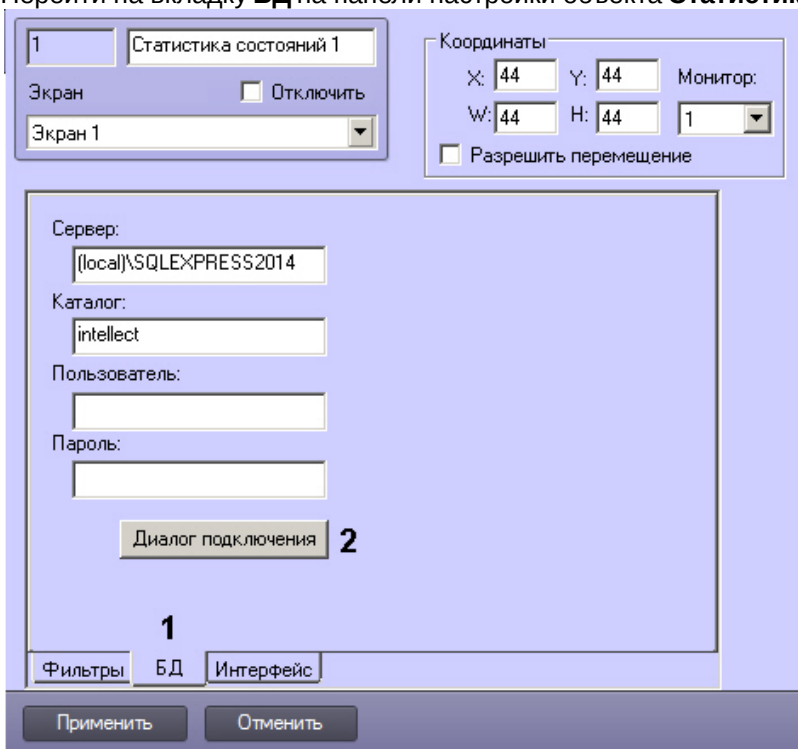 Перейти на вкладку БД на панели настройки объекта Статистика
1 Статистика состояний 1
Экран Отключить
Экран 1
Координаты
X: 44 Y: 44 Монитор:
W: 44 H: 44 1
Разрешить перемещение
Сервер:
(local)\SQLEXPRESS2014
Каталог:
intellect
Пользователь:
Пароль:
Диалог подключения 2
1
Фильтры БД Интерфейс
Применить Отменить